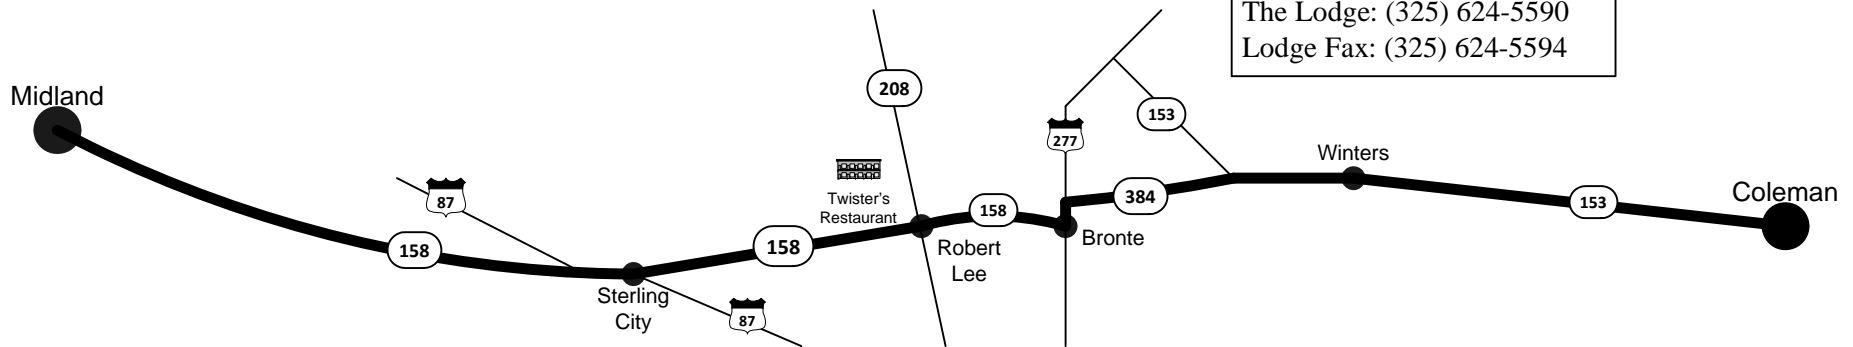 The Lodge: (325) 624-5590
Lodge Fax: (325) 624-5594
Midland
208
153
277
Winters
87
Twister's
Restaurant
158
384
153
Coleman
158
158
Robert
Lee
Bronte
Sterling
City
87